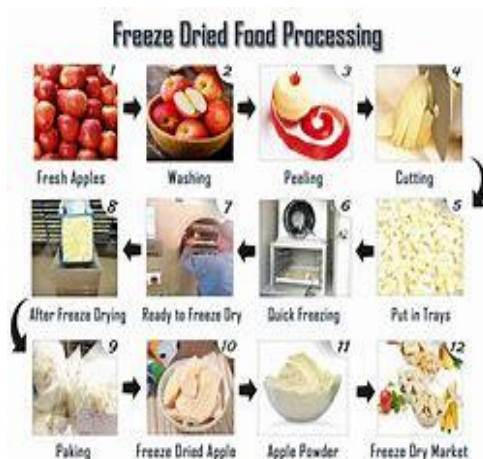 Freeze Dried Food Processing
1 2 3 4
Fresh Apples Washing Peeling Cutting
8 7 6 5
After Freeze Drying Ready to Freeze Dry Quick Freezing Put in Trays
9 10 11 12
Paking Freeze Dried Apple Apple Powder Freeze Dry Market